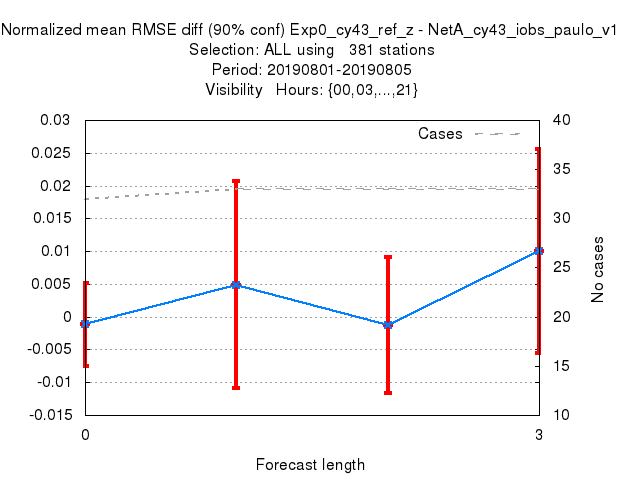 Normalized mean RMSE diff (90% conf) Exp0_cy43_ref_z - NetA_cy43_iobs_paulo_v1
Selection: ALL using   381 stations
Period: 20190801-20190805
Visibility   Hours: {00,03,...,21}
Cases
0.03
0.025
0.02
0.015
0.01
0.005
0
-0.005
-0.01
-0.015
40
35
30
25
20
15
10
No cases
0
3
Forecast length